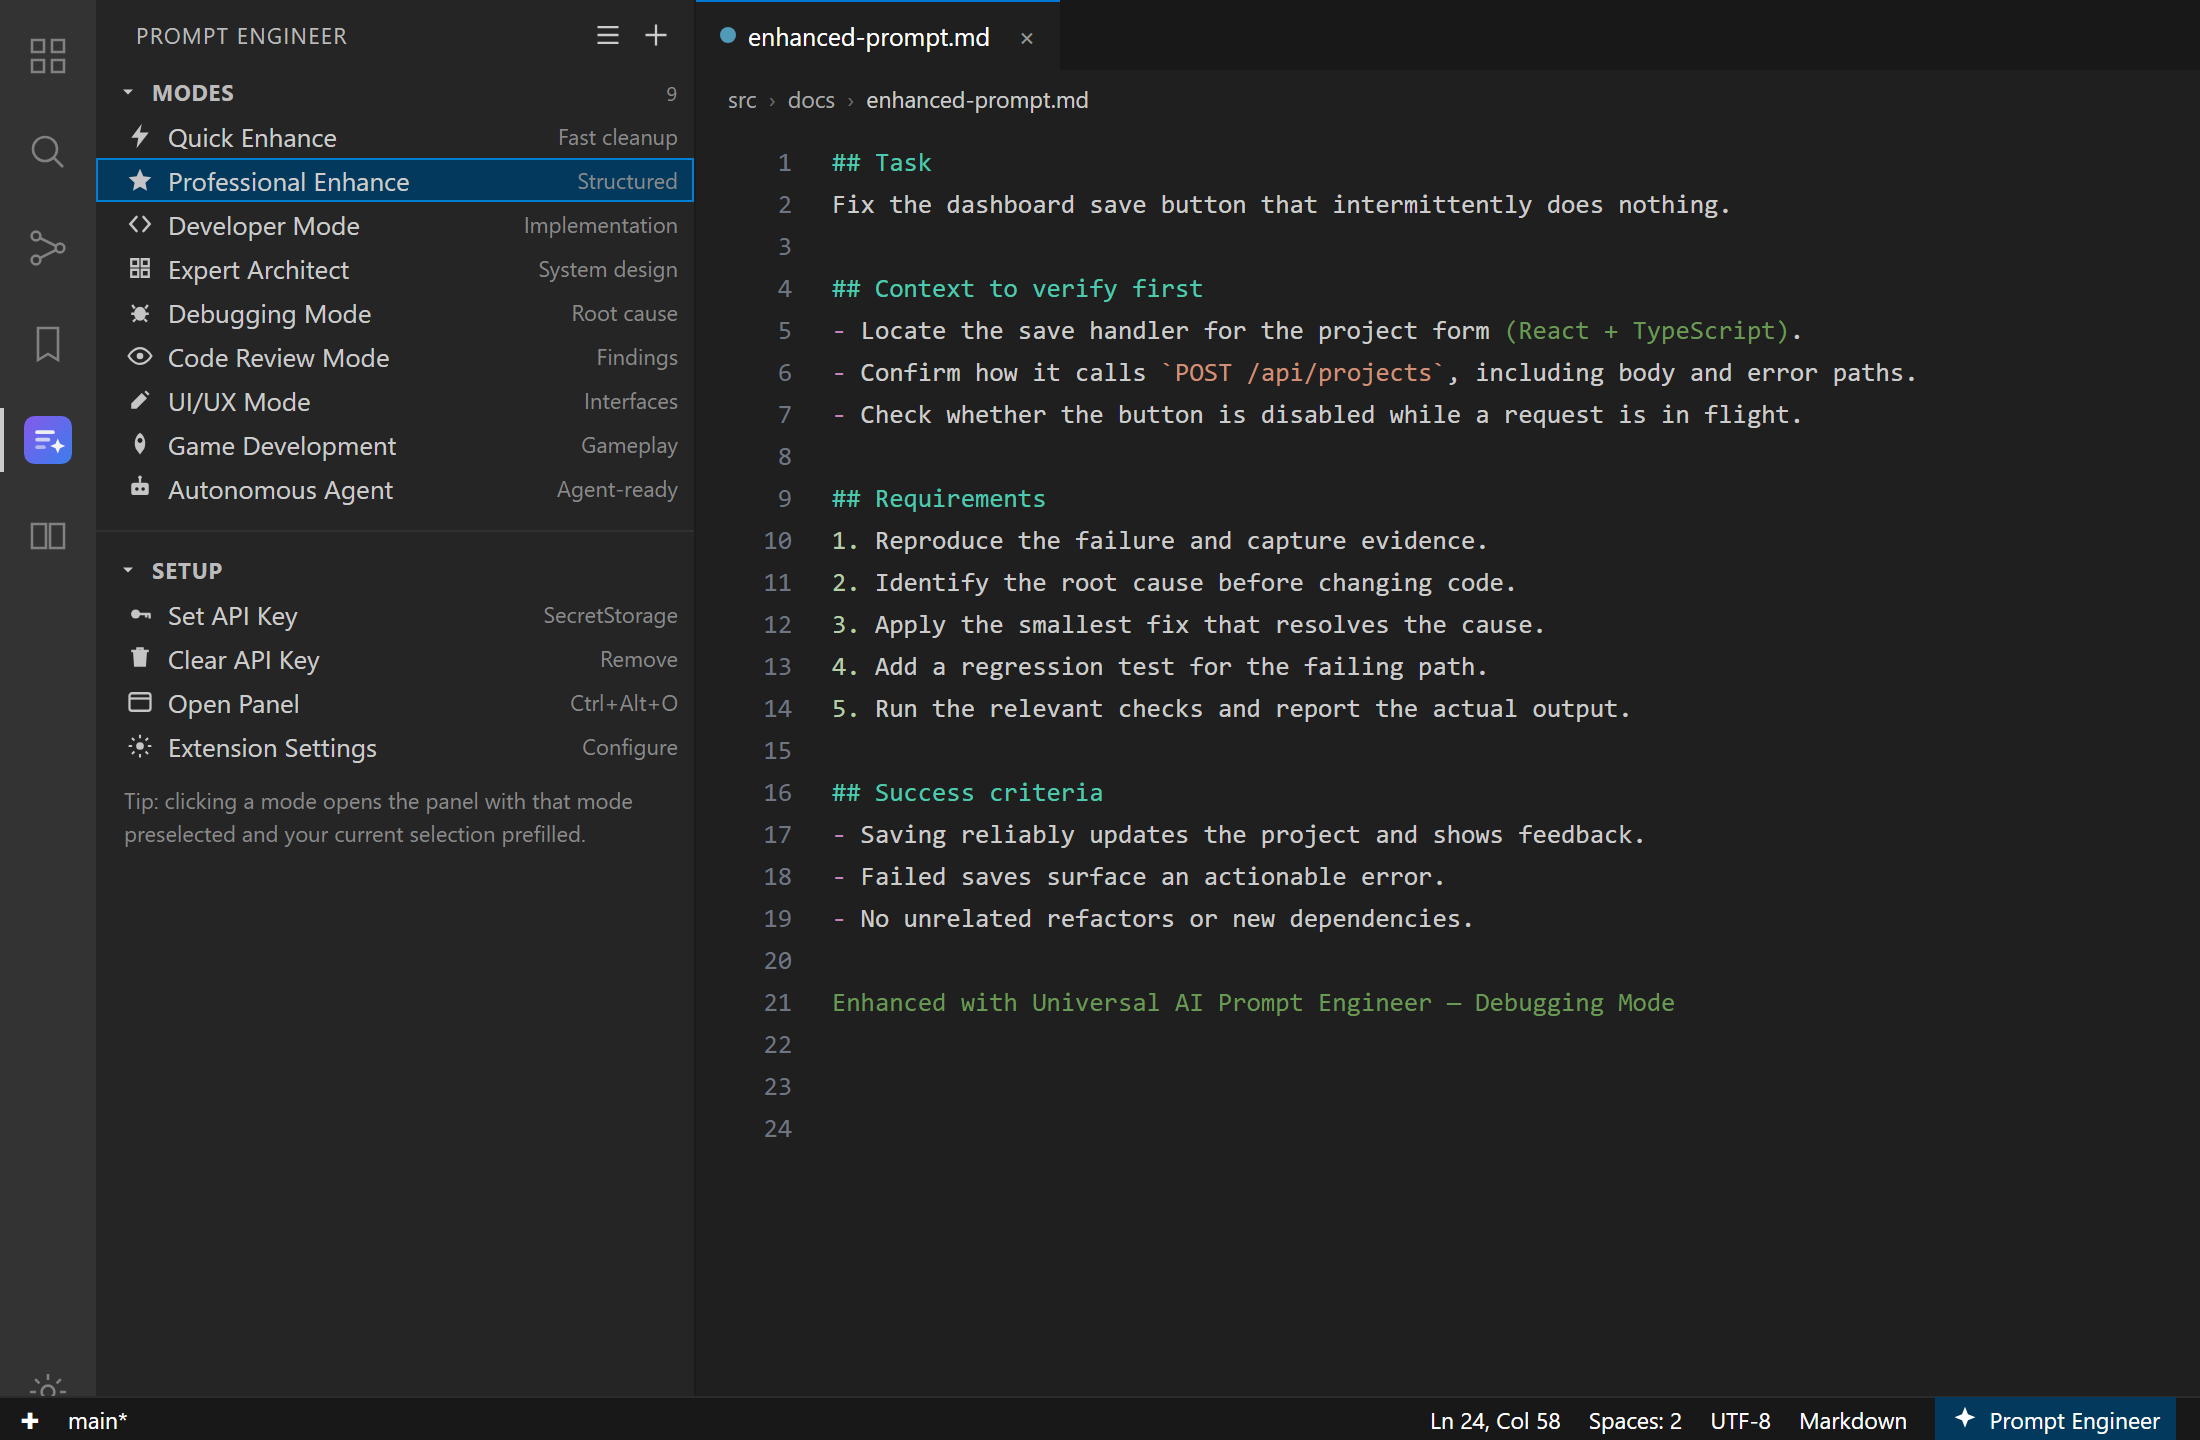 PROMPT ENGINEER
MODES 9
Quick Enhance Fast cleanup
Professional Enhance Structured
Developer Mode Implementation
Expert Architect System design
Debugging Mode Root cause
Code Review Mode Findings
UI/UX Mode Interfaces
Game Development Gameplay
Autonomous Agent Agent-ready
SETUP
Set API Key SecretStorage
Clear API Key Remove
Open Panel Ctrl+Alt+O
Extension Settings Configure
Tip: clicking a mode opens the panel with that mode
preselected and your current selection prefilled.
enhanced-prompt.md ×
src › docs › enhanced-prompt.md
1 ## Task
2 Fix the dashboard save button that intermittently does nothing.
3
4 ## Context to verify first
5 - Locate the save handler for the project form (React + TypeScript).
6 - Confirm how it calls `POST /api/projects`, including body and error paths.
7 - Check whether the button is disabled while a request is in flight.
8
9 ## Requirements
10 1. Reproduce the failure and capture evidence.
11 2. Identify the root cause before changing code.
12 3. Apply the smallest fix that resolves the cause.
13 4. Add a regression test for the failing path.
14 5. Run the relevant checks and report the actual output.
15
16 ## Success criteria
17 - Saving reliably updates the project and shows feedback.
18 - Failed saves surface an actionable error.
19 - No unrelated refactors or new dependencies.
20
21 Enhanced with Universal AI Prompt Engineer — Debugging Mode
22
23
24
main* Ln 24, Col 58 Spaces: 2 UTF-8 Markdown Prompt Engineer